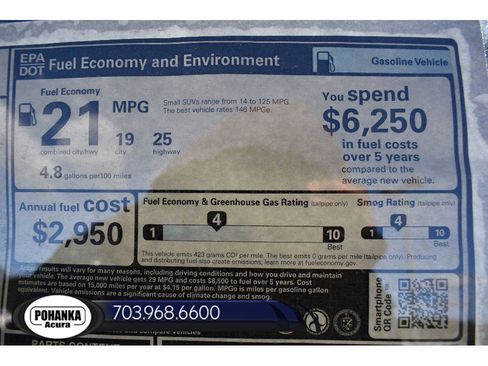 EPA
DOT
Fuel Economy and Environment
Gasoline Vehicle
Fuel Economy
21 MPG
combined city/hwy
19
city
25
highway
4.8 gallons per 100 miles
Small SUVs range from 14 to 125 MPG.
The best vehicle rates 146 MPGe.
You spend
$6,250
in fuel costs
over 5 years
compared to the
average new vehicle.
Annual fuel cost
$2,950
Fuel Economy & Greenhouse Gas Rating (tailpipe only)
1
4
10
Best
Smog Rating (tailpipe only)
1
4
10
Best
This vehicle emits 423 grams CO² per mile. The best emits 0 grams per mile (tailpipe only). Producing
and distributing fuel also create emissions; learn more at fueleconomy.gov.
Actual results will vary for many reasons, including driving conditions and how you drive and maintain
your vehicle. The average new vehicle gets 29 MPG and costs $8,500 to fuel over 5 years. Cost
estimates are based on 15,000 miles per year at $4.15 per gallon. MPGe is miles per gasoline gallon
equivalent. Vehicle emissions are a significant cause of climate change and smog.
Smartphone
QR Code™
POHANKA
Acura
703.968.6600
and compare vehicles
PARTS CONTENT